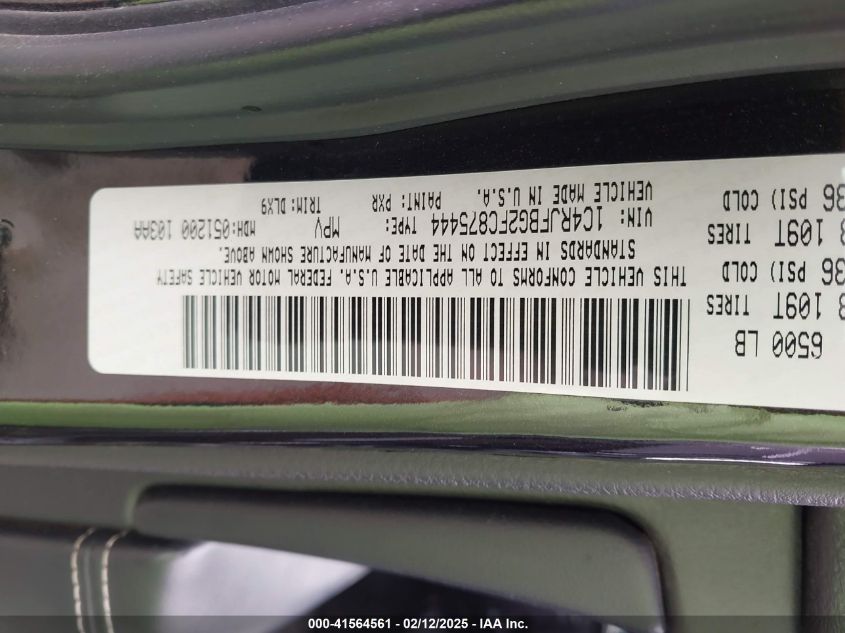 6500 LB
109T TIRES
36 PSI) COLD
109T TIRES
36 PSI) COLD
THIS VEHICLE CONFORMS TO ALL APPLICABLE U.S.A. FEDERAL MOTOR VEHICLE SAFETY
STANDARDS IN EFFECT ON THE DATE OF MANUFACTURE SHOWN ABOVE.
VIN: 1C4RJFBG2FC875444 TYPE: MPV MDH:051200 103AA
VEHICLE MADE IN U.S.A. PAINT: PXR TRIM: DLX9
000-41564561 - 02/12/2025 - IAA Inc.